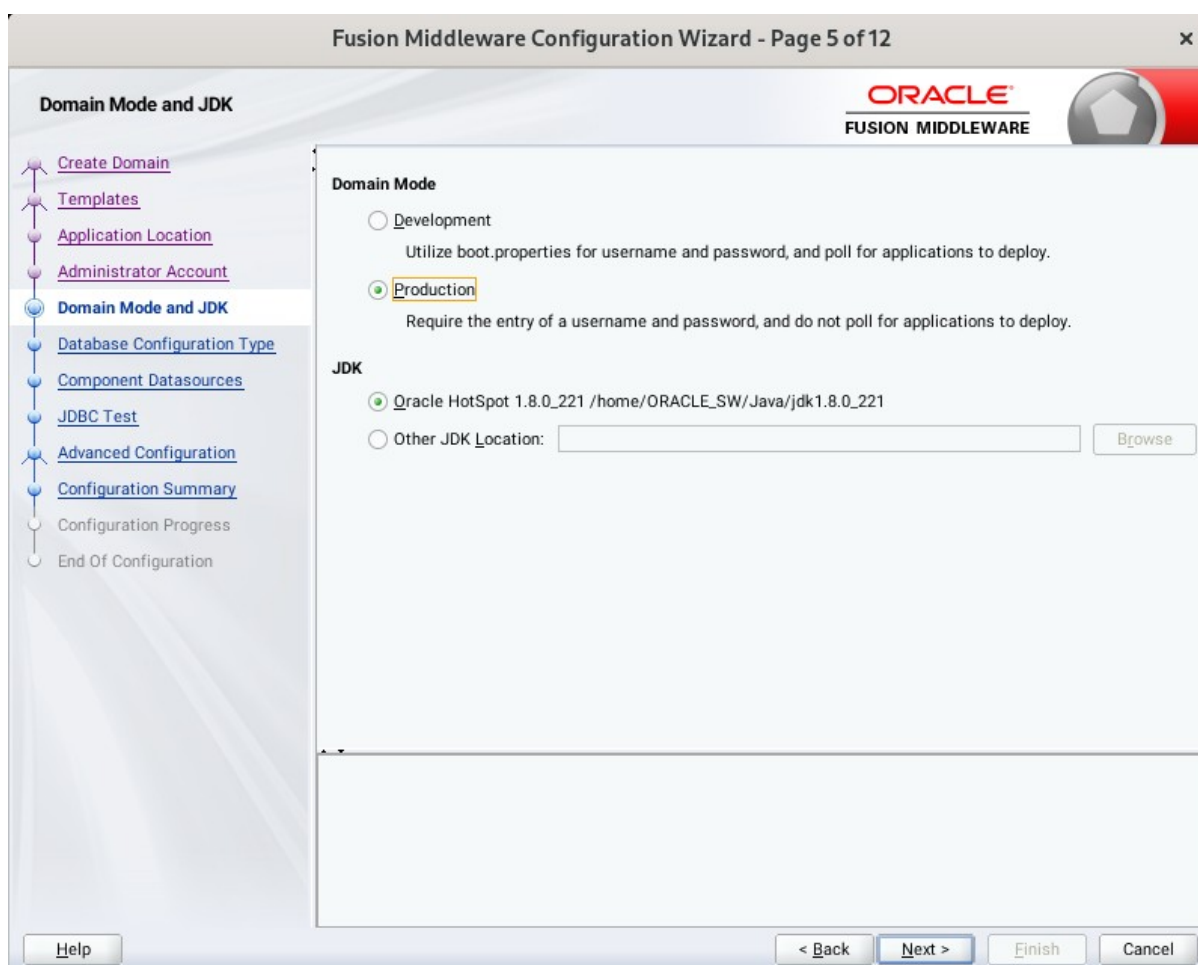 Fusion Middleware Configuration Wizard - Page 5 of 12
Domain Mode and JDK
ORACLE
FUSION MIDDLEWARE
Create Domain
Templates
Application Location
Administrator Account
Domain Mode and JDK
Database Configuration Type
Component Datasources
JDBC Test
Advanced Configuration
Configuration Summary
Configuration Progress
End Of Configuration
Domain Mode
Development
Utilize boot.properties for username and password, and poll for applications to deploy.
Production
Require the entry of a username and password, and do not poll for applications to deploy.
JDK
Oracle HotSpot 1.8.0_221 /home/ORACLE_SW/Java/jdk1.8.0_221
Other JDK Location:
Browse
Help
< Back
Next >
Finish
Cancel